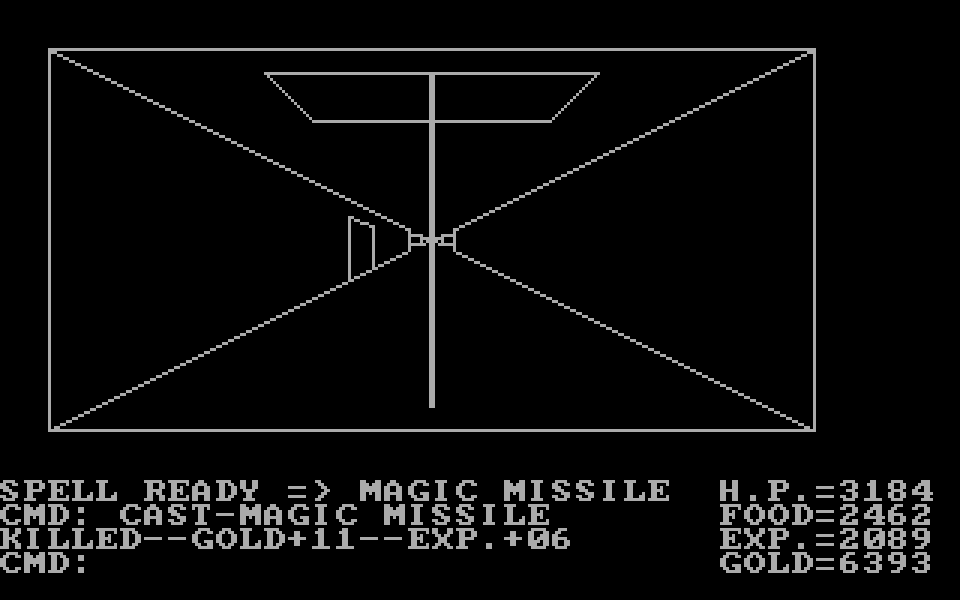 SPELL READY => MAGIC MISSILE H.P.=3184
CMD: CAST-MAGIC MISSILE FOOD=2462
KILLED--GOLD+11--EXP.+06 EXP.=2089
CMD: GOLD=6393